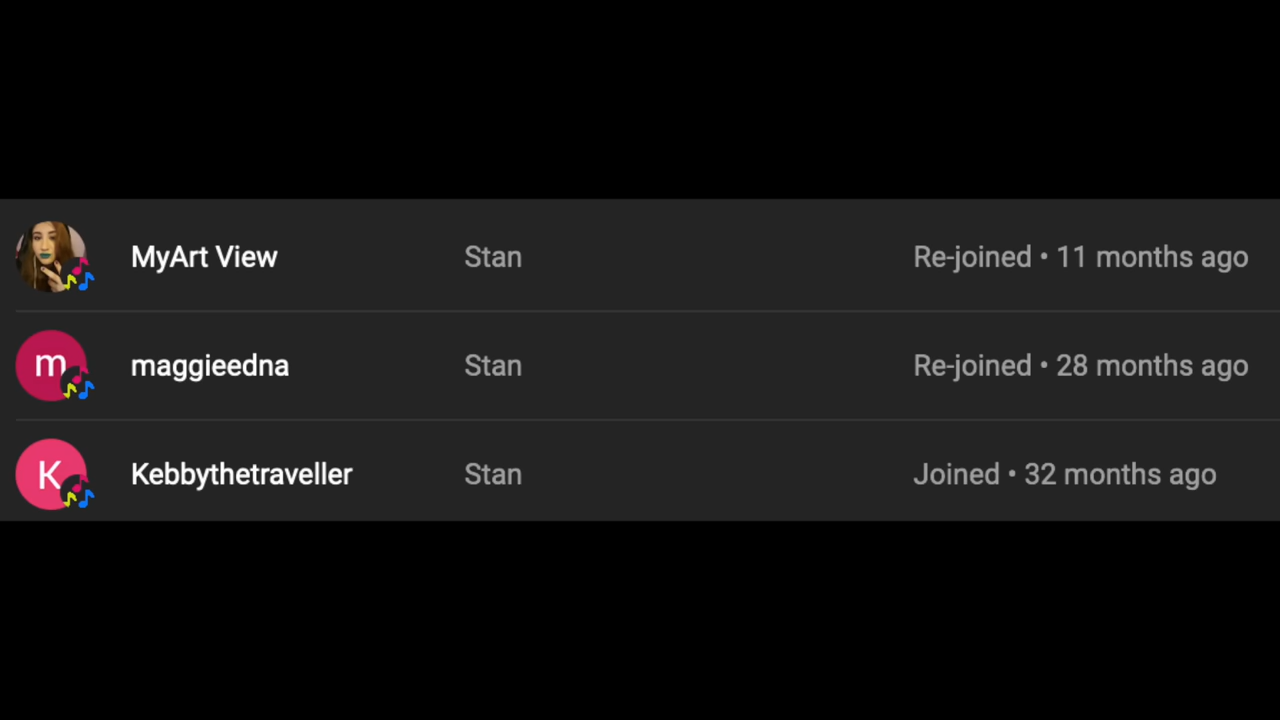 MyArt View Stan Re-joined • 11 months ago
m maggieedna Stan Re-joined • 28 months ago
K Kebbythetraveller Stan Joined • 32 months ago